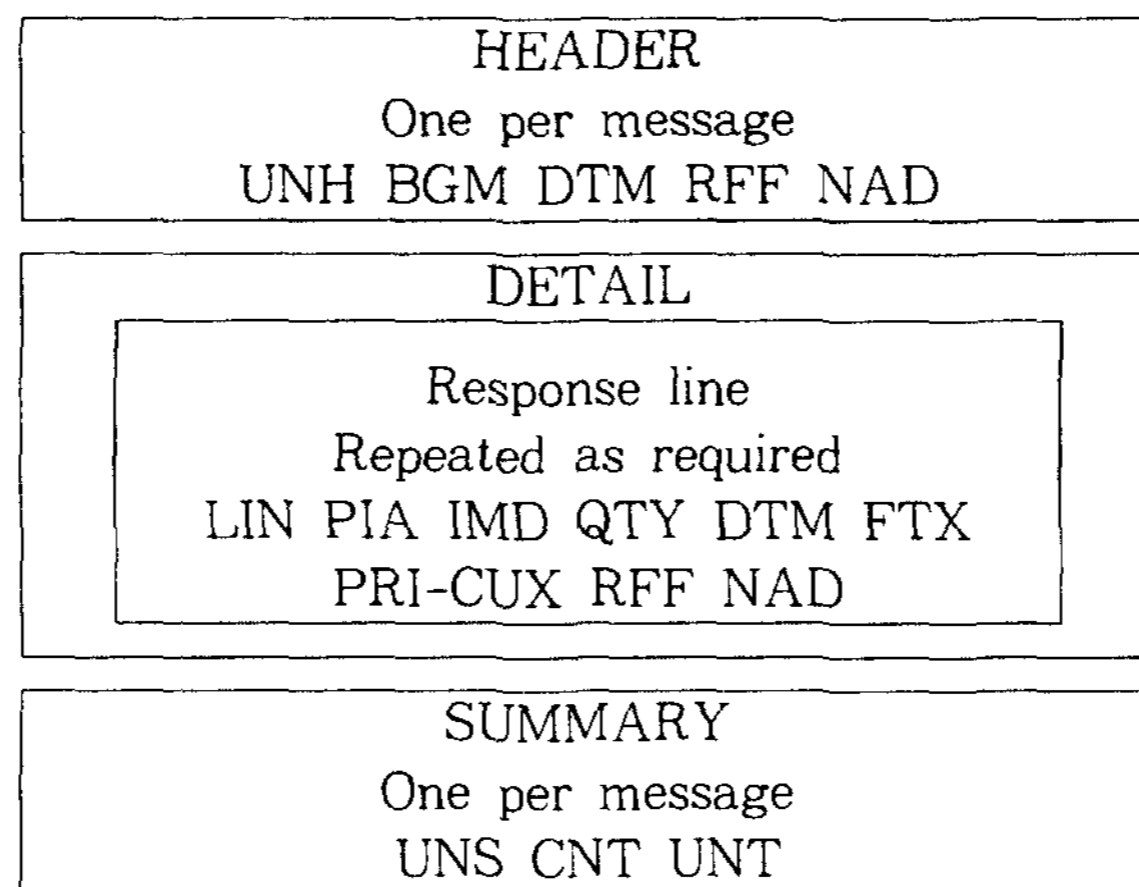 HEADER
One per message
UNH BGM DTM RFF NAD
DETAIL
Response line
Repeated as required
LIN PIA IMD QTY DTM FTX
PRI-CUX RFF NAD
SUMMARY
One per message
UNS CNT UNT